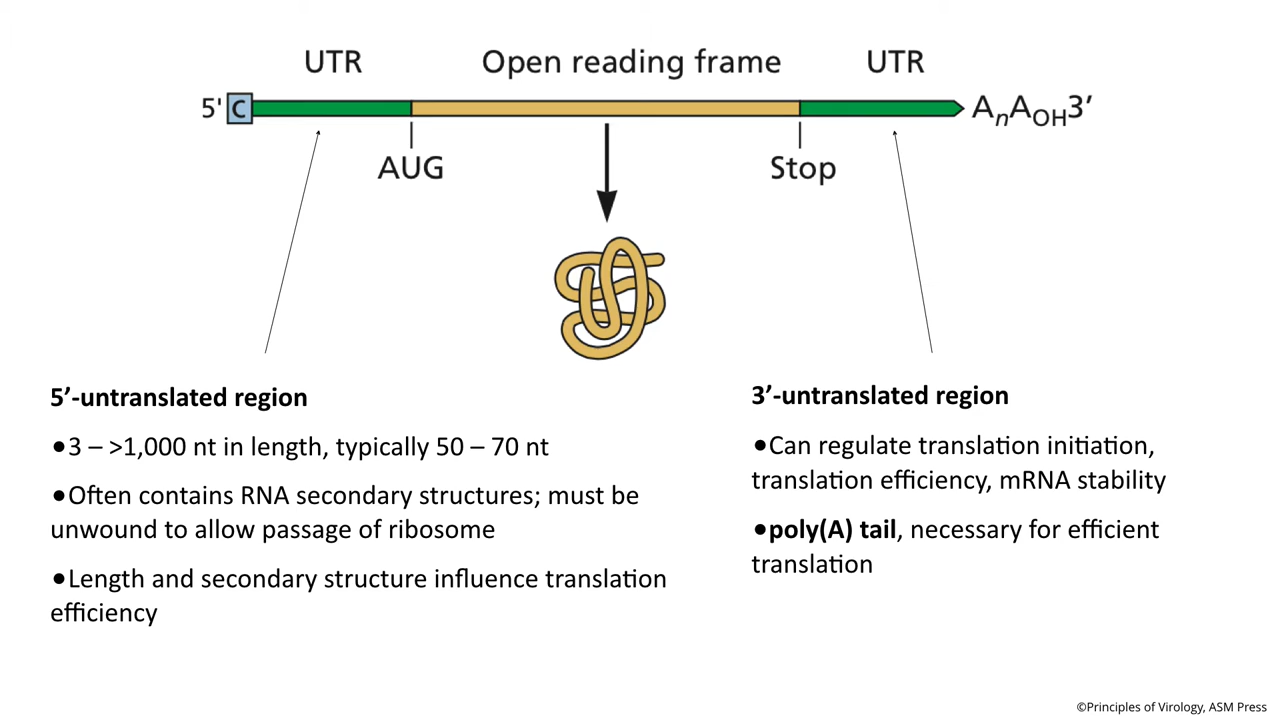 UTR Open reading frame UTR
5' C AnAOH3′
AUG Stop
5’-untranslated region
●3 – >1,000 nt in length, typically 50 – 70 nt
●Often contains RNA secondary structures; must be
unwound to allow passage of ribosome
●Length and secondary structure influence translation
efficiency
3’-untranslated region
●Can regulate translation initiation,
translation efficiency, mRNA stability
●poly(A) tail, necessary for efficient
translation
©Principles of Virology, ASM Press